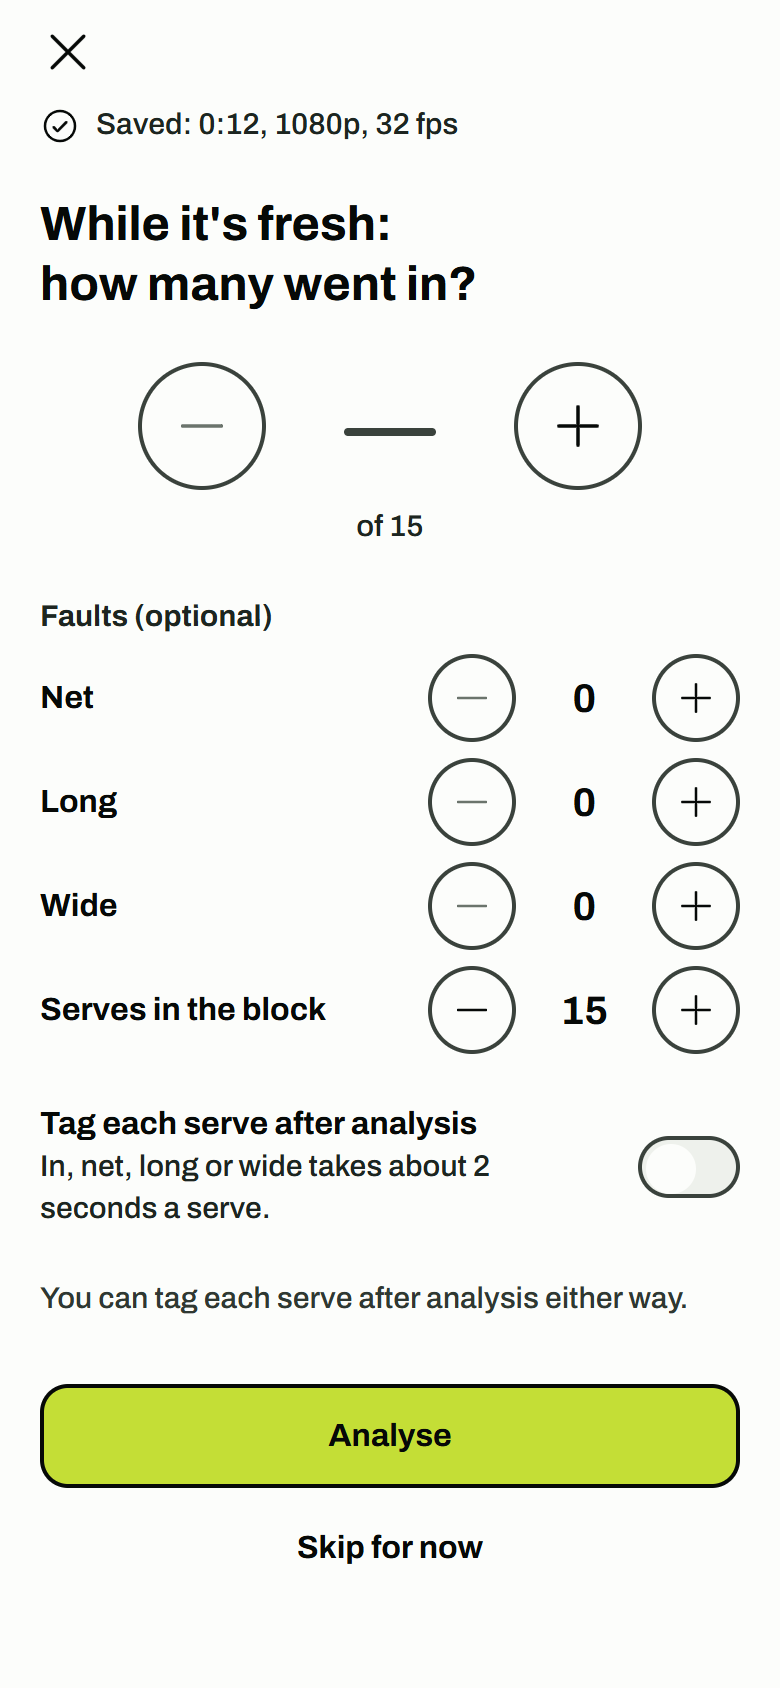 Saved: 0:12, 1080p, 32 fps
While it's fresh:
how many went in?
of 15
Faults (optional)
Net 0
Long 0
Wide 0
Serves in the block 15
Tag each serve after analysis
In, net, long or wide takes about 2
seconds a serve.
You can tag each serve after analysis either way.
Analyse
Skip for now